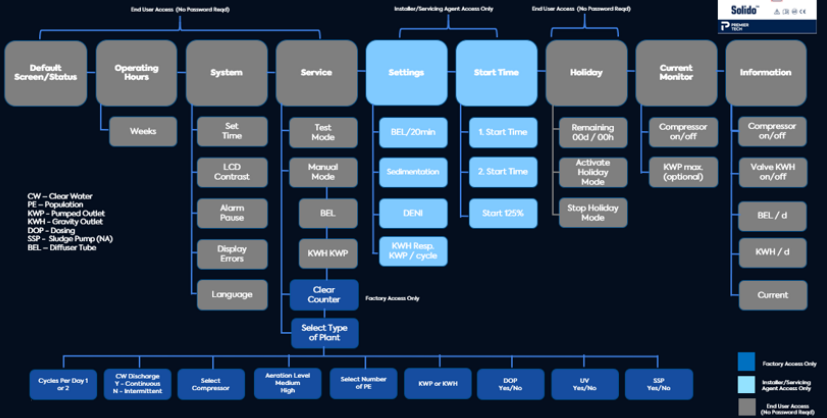 End User Access (No Password Reqd)
Installer/Servicing Agent Access Only
End User Access (No Password Reqd)
Solido
PREMIER
TECH
Default
Screen/Status
Operating
Hours
System
Service
Settings
Start Time
Holiday
Current
Monitor
Information
Weeks
Set
Time
LCD
Contrast
Alarm
Pause
Display
Errors
Language
Test
Mode
Manual
Mode
BEL
KWH KWP
Clear
Counter
Factory Access Only
Select Type
of Plant
BEL/20min
Sedimentation
DENI
KWH Resp.
KWP / cycle
1. Start Time
2. Start Time
Start 125%
Remaining
00d / 00h
Activate
Holiday
Mode
Stop Holiday
Mode
Compressor
on/off
KWP max.
(optional)
Compressor
on/off
Valve KWH
on/off
BEL / d
KWH / d
Current
CW – Clear Water
PE – Population
KWP - Pumped Outlet
KWH - Gravity Outlet
DOP - Dosing
SSP – Sludge Pump (NA)
BEL – Diffuser Tube
Cycles Per Day 1
or 2
CW Discharge
Y - Continuous
N - Intermittent
Select
Compressor
Aeration Level
Medium
High
Select Number
of PE
KWP or KWH
DOP
Yes/No
UV
Yes/No
SSP
Yes/No
Factory Access Only
Installer/Servicing
Agent Access Only
End User Access
(No Password Reqd)